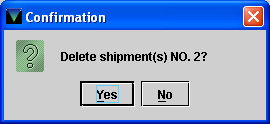 Confirmation
Delete shipment(s) NO. 2?
Yes
No